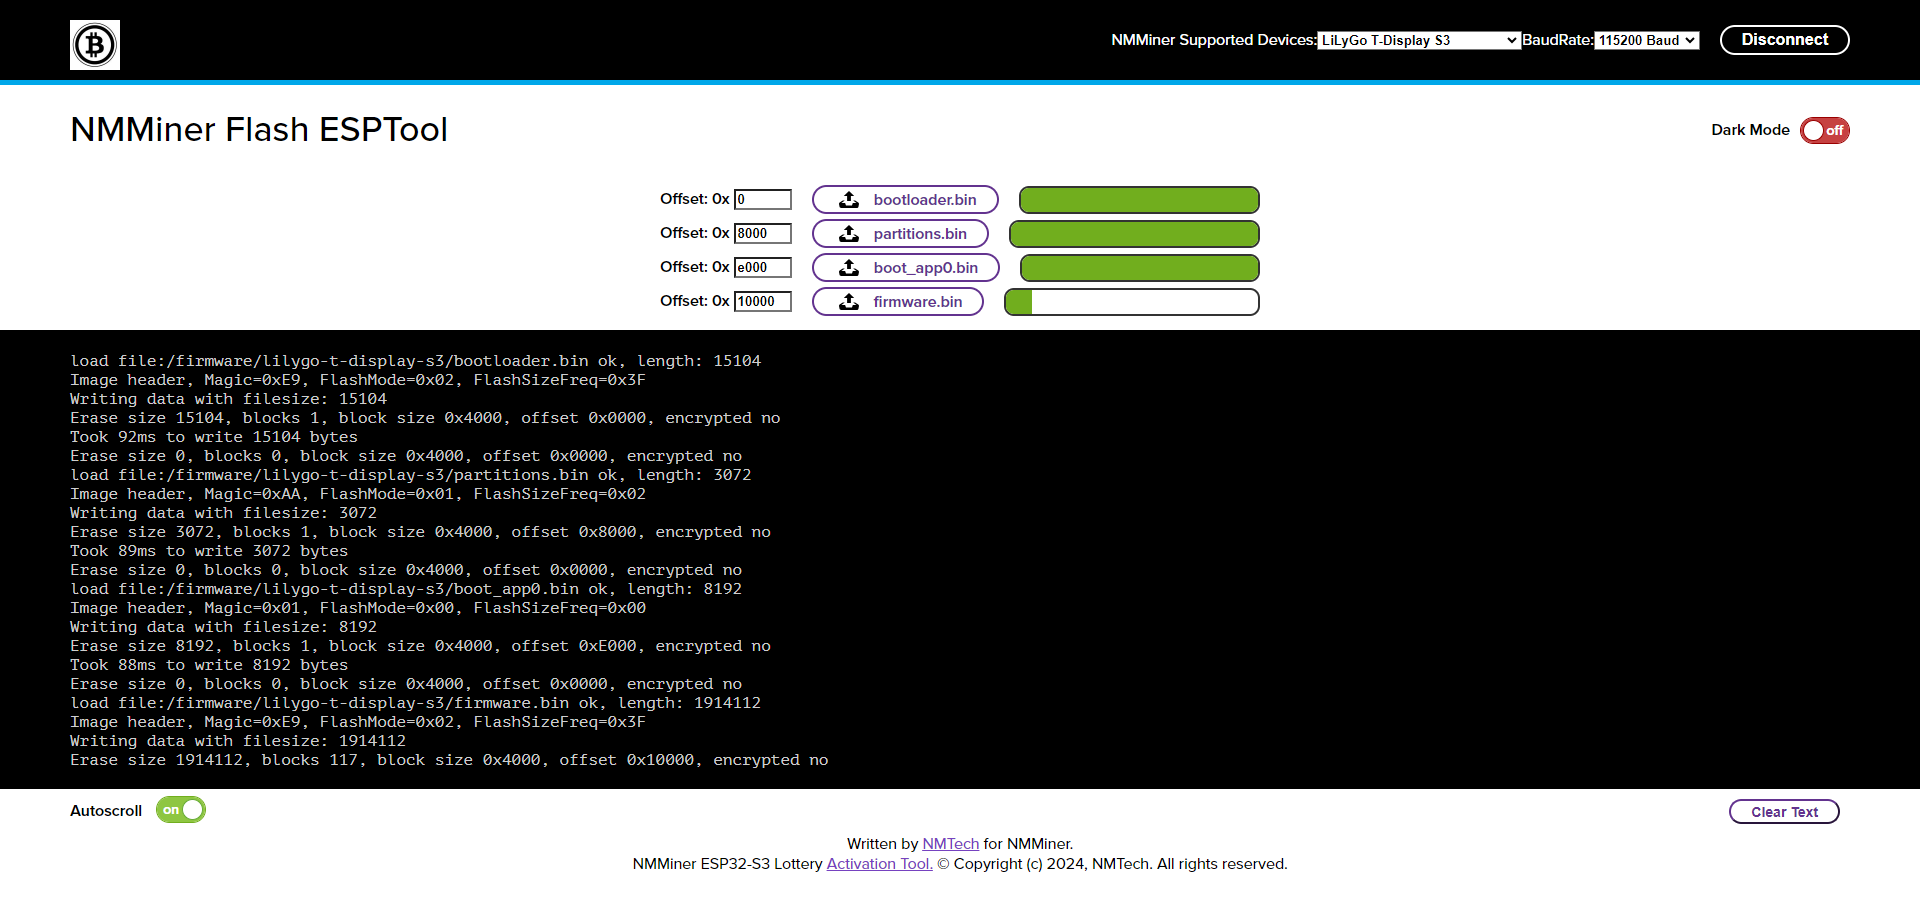 NMMiner Supported Devices: LiLyGo T-Display S3 BaudRate: 115200 Baud Disconnect
NMMiner Flash ESPTool
Dark Mode off
Offset: 0x 0 bootloader.bin
Offset: 0x 8000 partitions.bin
Offset: 0x e000 boot_app0.bin
Offset: 0x 10000 firmware.bin
load file:/firmware/lilygo-t-display-s3/bootloader.bin ok, length: 15104
Image header, Magic=0xE9, FlashMode=0x02, FlashSizeFreq=0x3F
Writing data with filesize: 15104
Erase size 15104, blocks 1, block size 0x4000, offset 0x0000, encrypted no
Took 92ms to write 15104 bytes
Erase size 0, blocks 0, block size 0x4000, offset 0x0000, encrypted no
load file:/firmware/lilygo-t-display-s3/partitions.bin ok, length: 3072
Image header, Magic=0xAA, FlashMode=0x01, FlashSizeFreq=0x02
Writing data with filesize: 3072
Erase size 3072, blocks 1, block size 0x4000, offset 0x8000, encrypted no
Took 89ms to write 3072 bytes
Erase size 0, blocks 0, block size 0x4000, offset 0x0000, encrypted no
load file:/firmware/lilygo-t-display-s3/boot_app0.bin ok, length: 8192
Image header, Magic=0x01, FlashMode=0x00, FlashSizeFreq=0x00
Writing data with filesize: 8192
Erase size 8192, blocks 1, block size 0x4000, offset 0xE000, encrypted no
Took 88ms to write 8192 bytes
Erase size 0, blocks 0, block size 0x4000, offset 0x0000, encrypted no
load file:/firmware/lilygo-t-display-s3/firmware.bin ok, length: 1914112
Image header, Magic=0xE9, FlashMode=0x02, FlashSizeFreq=0x3F
Writing data with filesize: 1914112
Erase size 1914112, blocks 117, block size 0x4000, offset 0x10000, encrypted no
Autoscroll on Clear Text
Written by NMTech for NMMiner.
NMMiner ESP32-S3 Lottery Activation Tool. © Copyright (c) 2024, NMTech. All rights reserved.